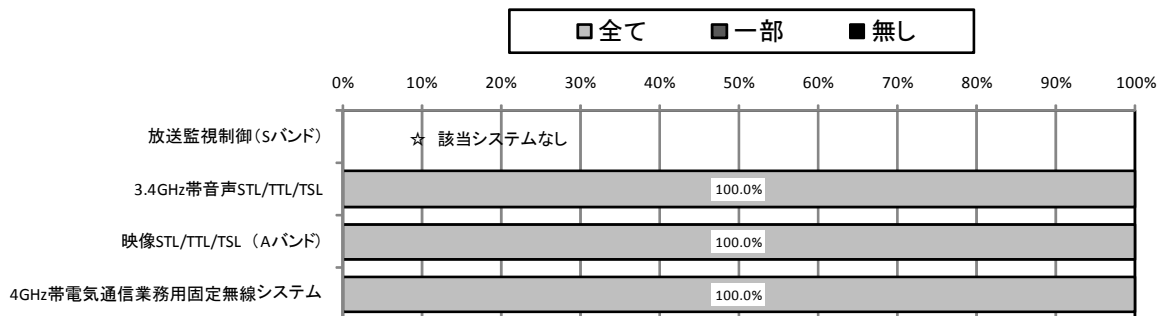 全て 一部 無し
0% 10% 20% 30% 40% 50% 60% 70% 80% 90% 100%
放送監視制御(Sバンド)
☆ 該当システムなし
3.4GHz帯音声STL/TTL/TSL
100.0%
映像STL/TTL/TSL (Aバンド)
100.0%
4GHz帯電気通信業務用固定無線システム
100.0%